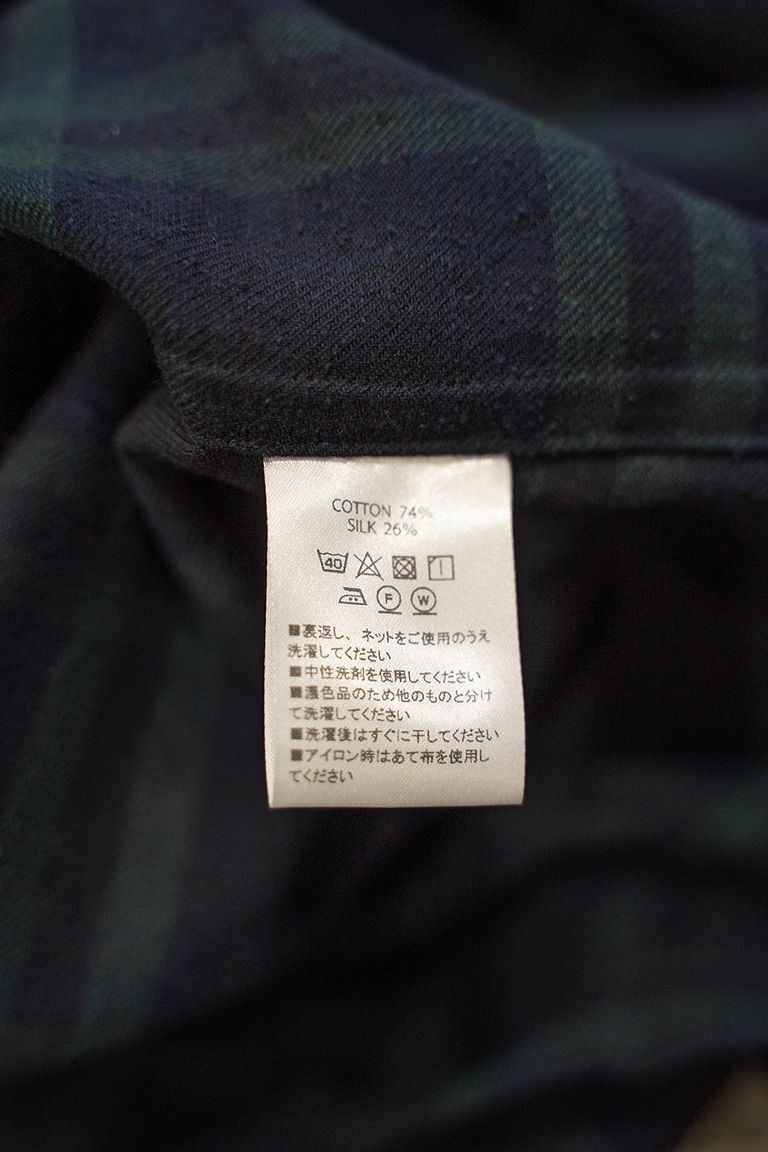 COTTON 74%
SILK 26%
40
F W
■裏返し、ネットをご使用のうえ
洗濯してください
■中性洗剤を使用してください
■濃色品のため他のものと分け
て洗濯してください
■洗濯後はすぐに干してください
■アイロン時はあて布を使用し
てください